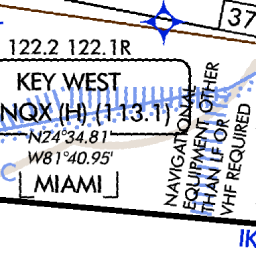 37
122.2 122.1R
KEY WEST
NQX (H) (113.1)
N24°34.81'
W81°40.95'
MIAMI
NAVIGATIONAL
EQUIPMENT OTHER
THAN LF OR
VHF REQUIRED
IK